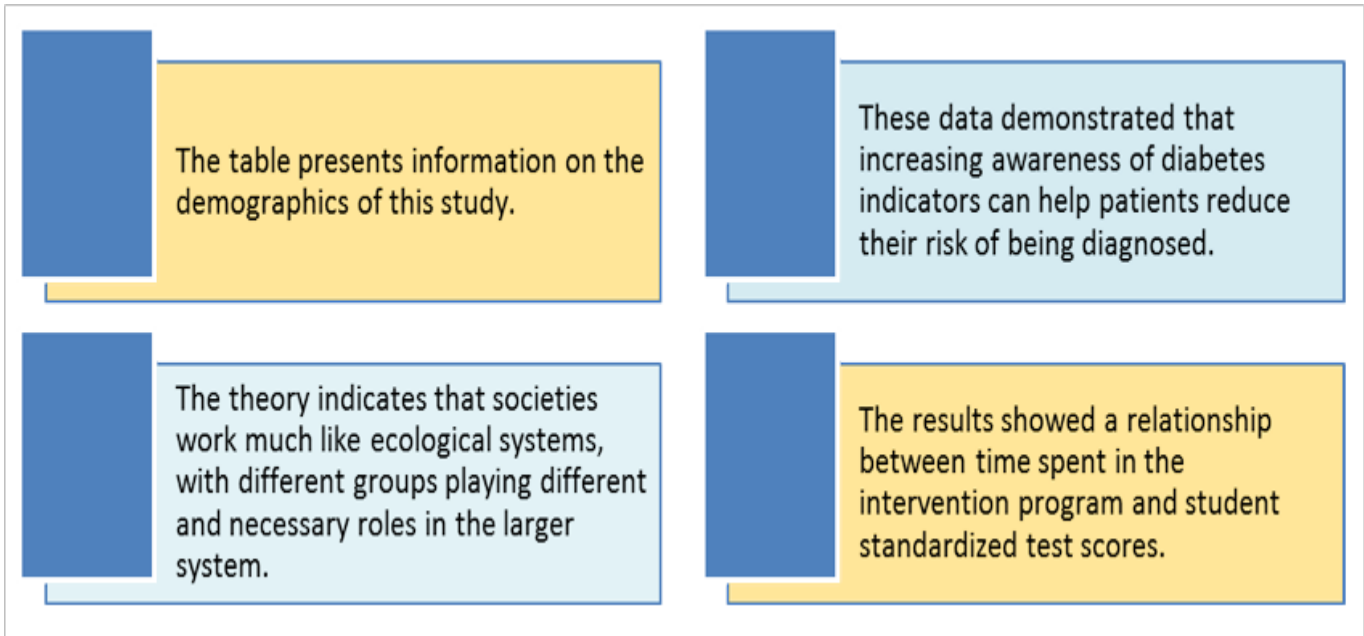 The table presents information on the
demographics of this study.
These data demonstrated that
increasing awareness of diabetes
indicators can help patients reduce
their risk of being diagnosed.
The theory indicates that societies
work much like ecological systems,
with different groups playing different
and necessary roles in the larger
system.
The results showed a relationship
between time spent in the
intervention program and student
standardized test scores.